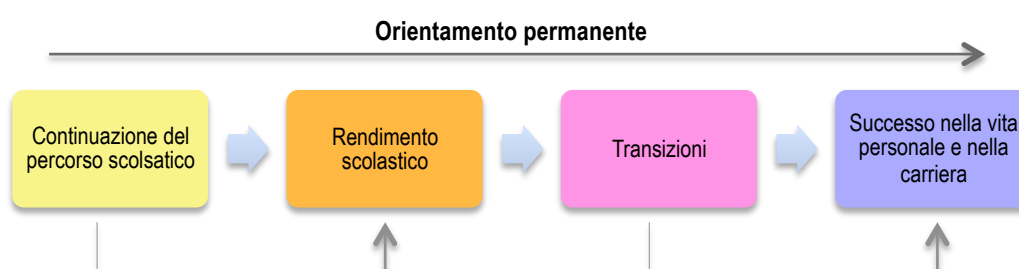 Orientamento permanente
Continuazione del
percorso scolsatico
Rendimento
scolastico
Transizioni
Successo nella vita
personale e nella
carriera